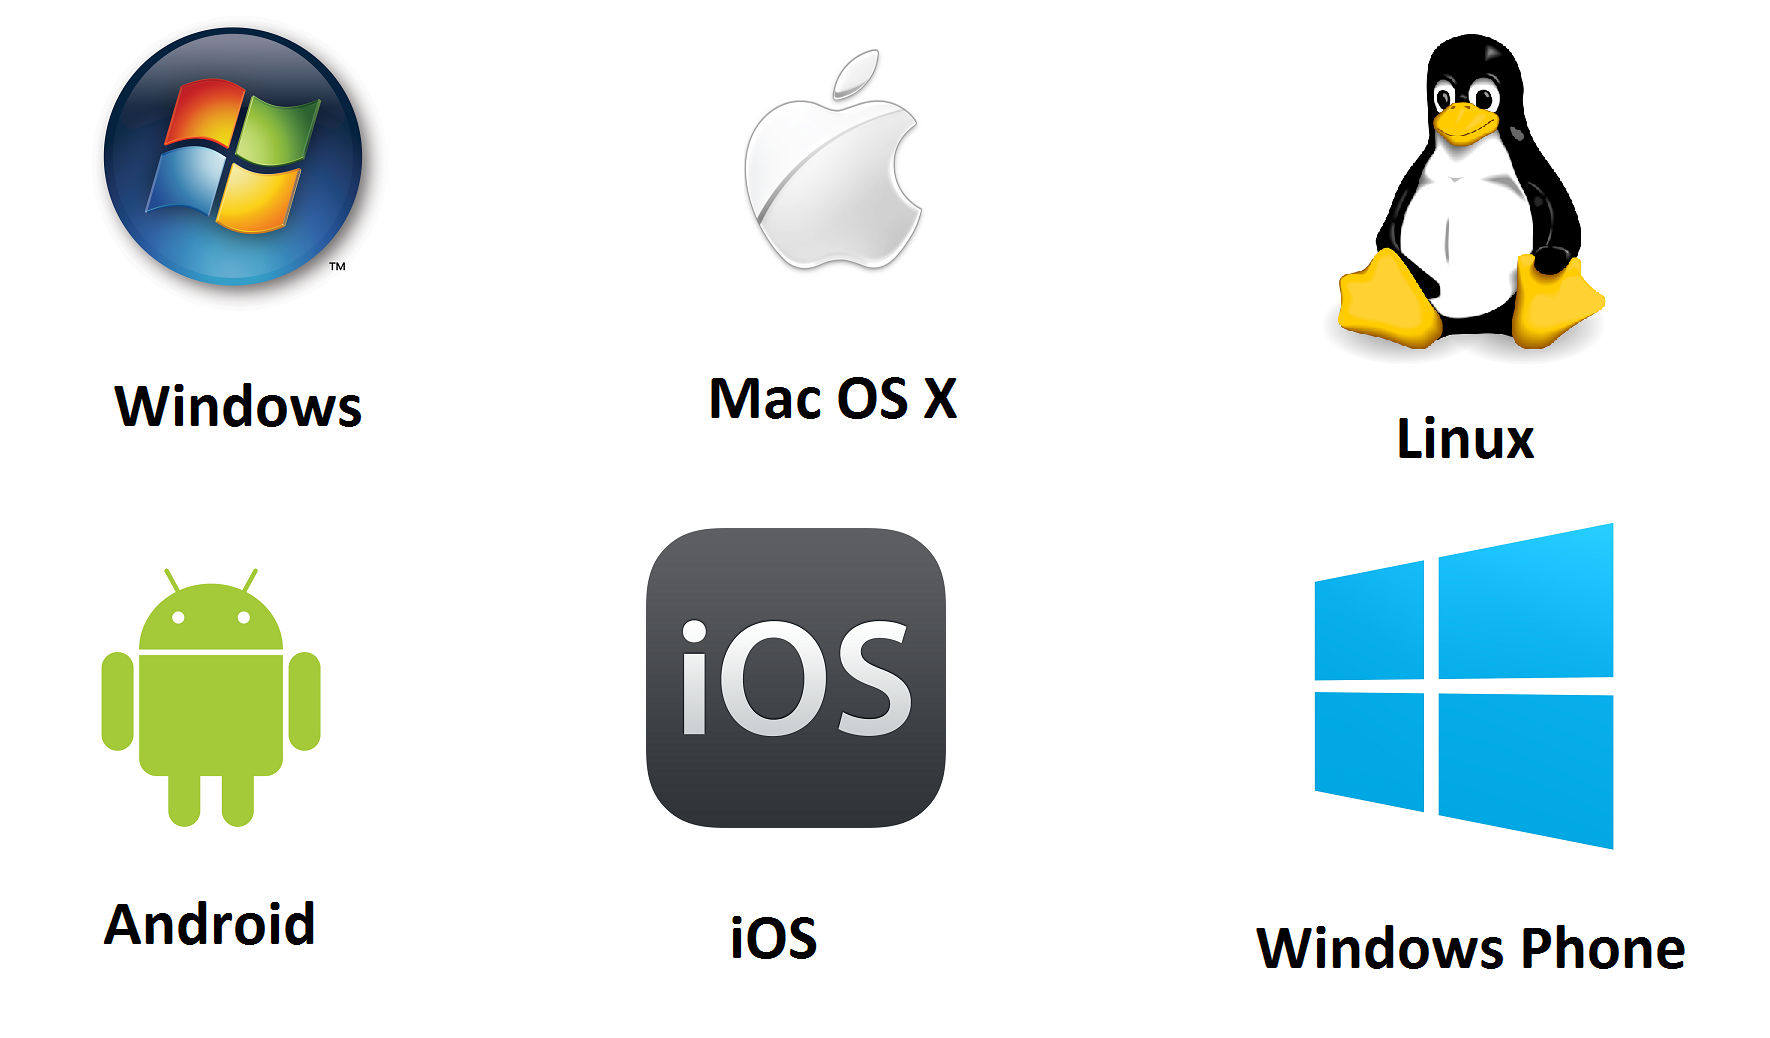 TM
Windows
Mac OS X
Linux
iOS
Android
iOS
Windows Phone